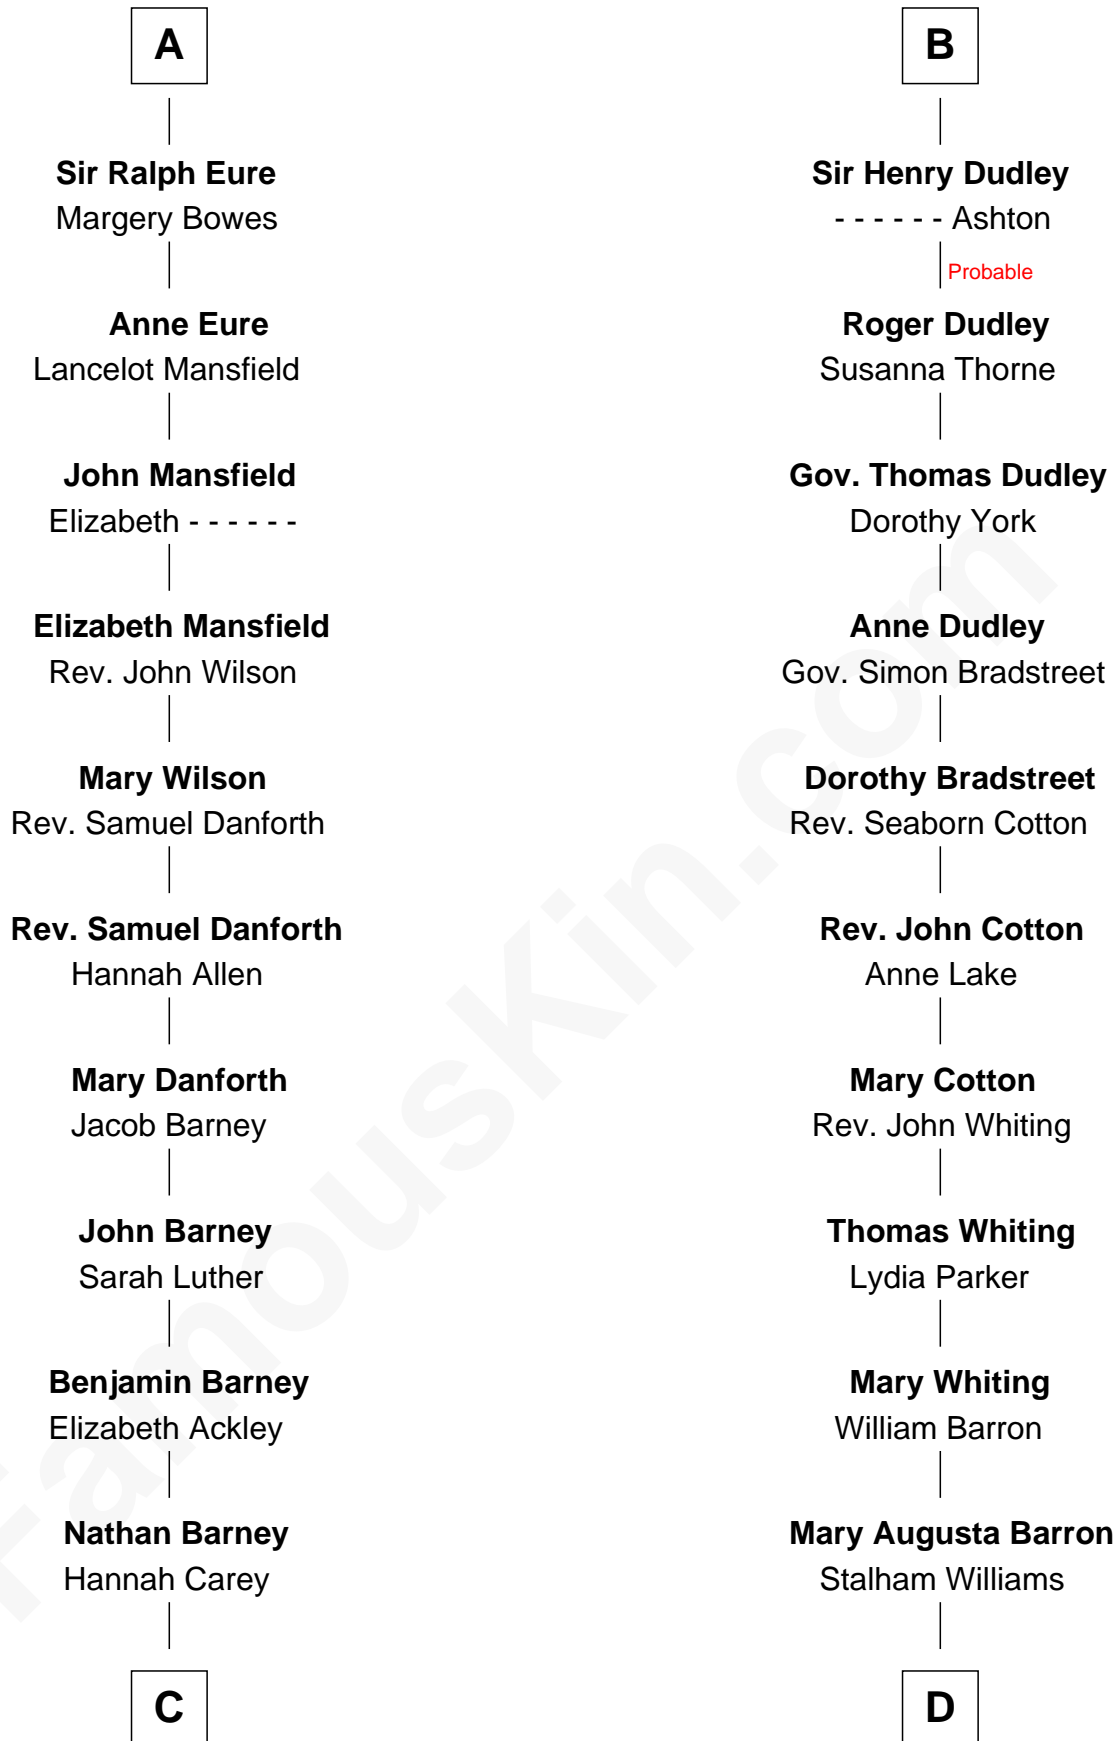 A
Sir Ralph Eure
Margery Bowes
Anne Eure
Lancelot Mansfield
John Mansfield
Elizabeth - - - - - -
Elizabeth Mansfield
Rev. John Wilson
Mary Wilson
Rev. Samuel Danforth
Rev. Samuel Danforth
Hannah Allen
Mary Danforth
Jacob Barney
John Barney
Sarah Luther
Benjamin Barney
Elizabeth Ackley
Nathan Barney
Hannah Carey
C
B
Sir Henry Dudley
- - - - - - Ashton
Probable
Roger Dudley
Susanna Thorne
Gov. Thomas Dudley
Dorothy York
Anne Dudley
Gov. Simon Bradstreet
Dorothy Bradstreet
Rev. Seaborn Cotton
Rev. John Cotton
Anne Lake
Mary Cotton
Rev. John Whiting
Thomas Whiting
Lydia Parker
Mary Whiting
William Barron
Mary Augusta Barron
Stalham Williams
D
FamousKin.com